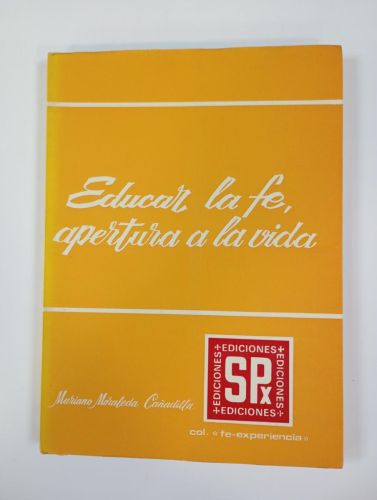 Educar la fe,
apertura a la vida
Mariano Moraleda Cañadilla
+EDICIONES+
EDICIONES
SPx
EDICIONES
+EDICIONES+
col. «fe-experiencia»